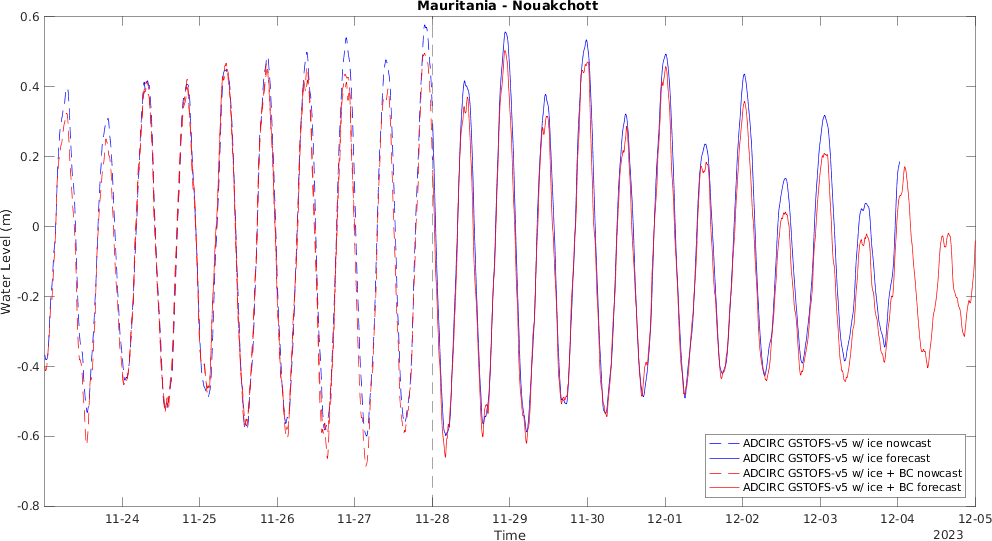 Mauritania - Nouakchott
0.6
0.4
0.2
0
-0.2
-0.4
-0.6
-0.8
Water Level (m)
11-24 11-25 11-26 11-27 11-28 11-29 11-30 12-01 12-02 12-03 12-04 12-05
Time
2023
ADCIRC GSTOFS-v5 w/ ice nowcast
ADCIRC GSTOFS-v5 w/ ice forecast
ADCIRC GSTOFS-v5 w/ ice + BC nowcast
ADCIRC GSTOFS-v5 w/ ice + BC forecast